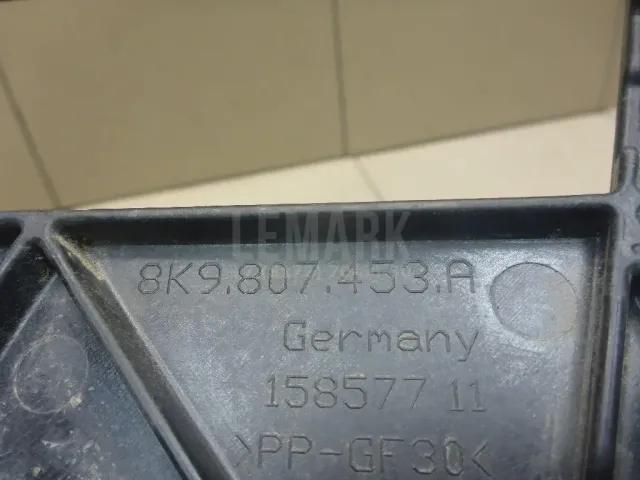 LEMARK
8K9.807.453.A
Germany
158577 11
>PP-GF30<